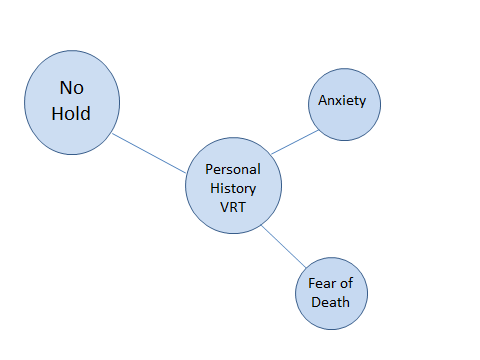 No
Hold
Anxiety
Personal
History
VRT
Fear of
Death